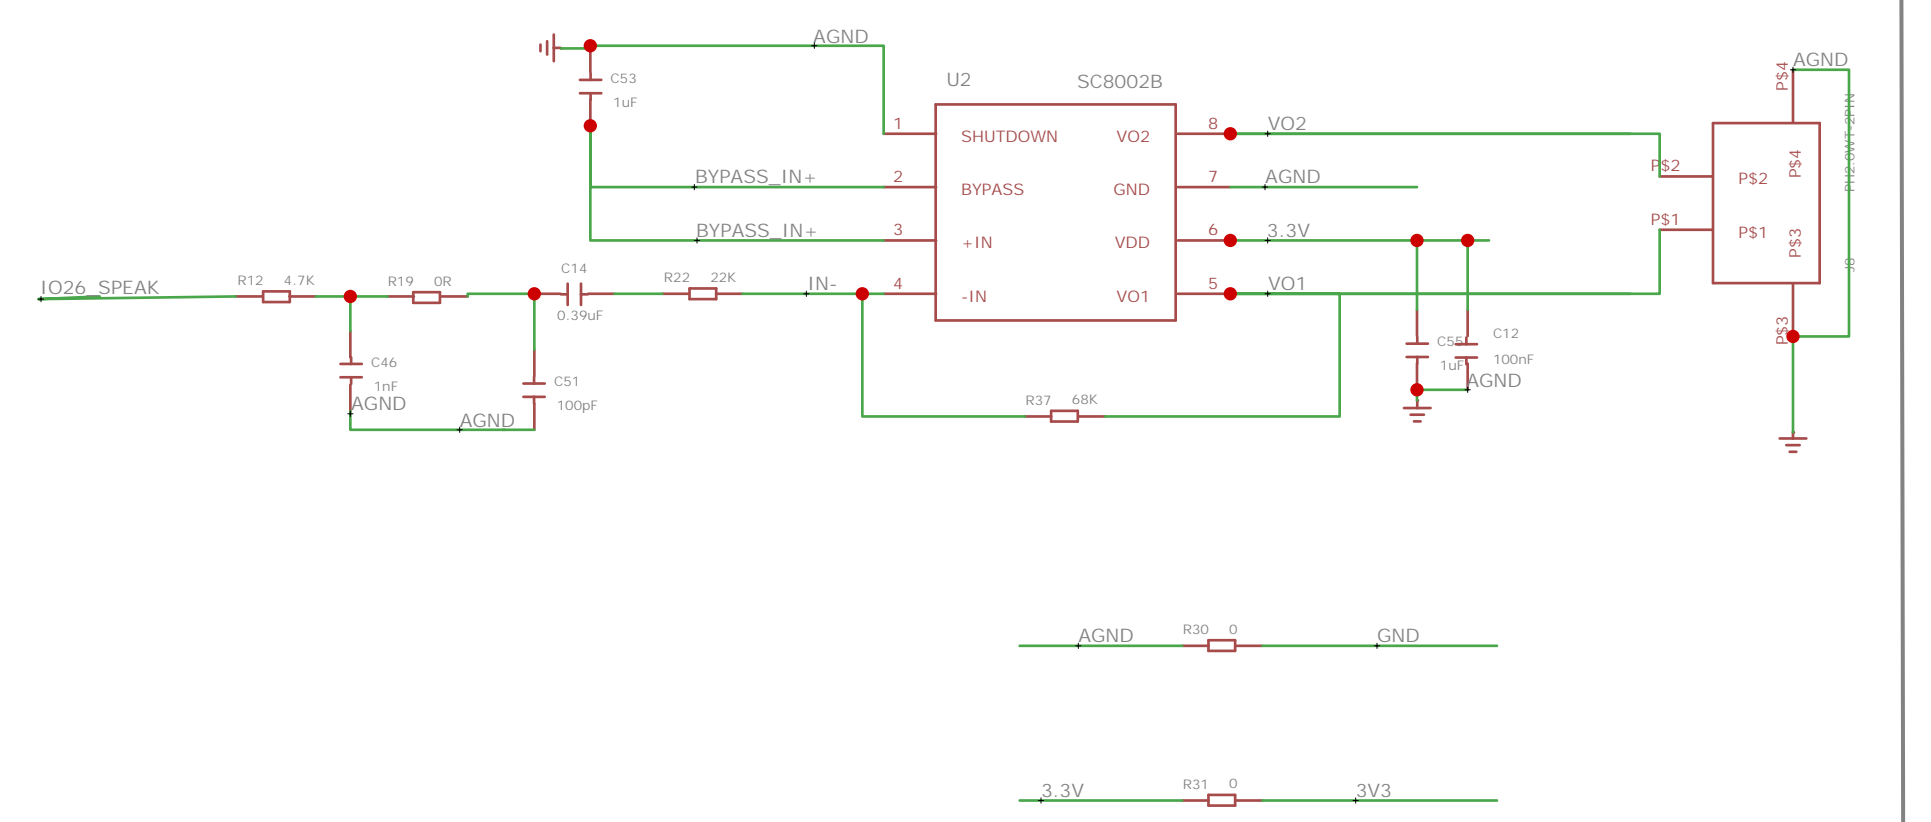 AGND
C53
1uF
U2
SC8002B
AGND
P$4
1
SHUTDOWN
VO2
8
VO2
BYPASS_IN+
2
BYPASS
GND
7
AGND
P$2
P$2
P$4
PH2.0WT-2PIN
BYPASS_IN+
3
+IN
VDD
6
3.3V
P$1
P$1
P$3
J8
IO26_SPEAK
R12 4.7K
R19 0R
C14
0.39uF
R22 22K
IN-
4
-IN
VO1
5
VO1
P$3
C46
1nF
AGND
C51
100pF
AGND
R37 68K
C55
1uF
C12
100nF
AGND
AGND
R30 0
GND
3.3V
R31 0
3V3